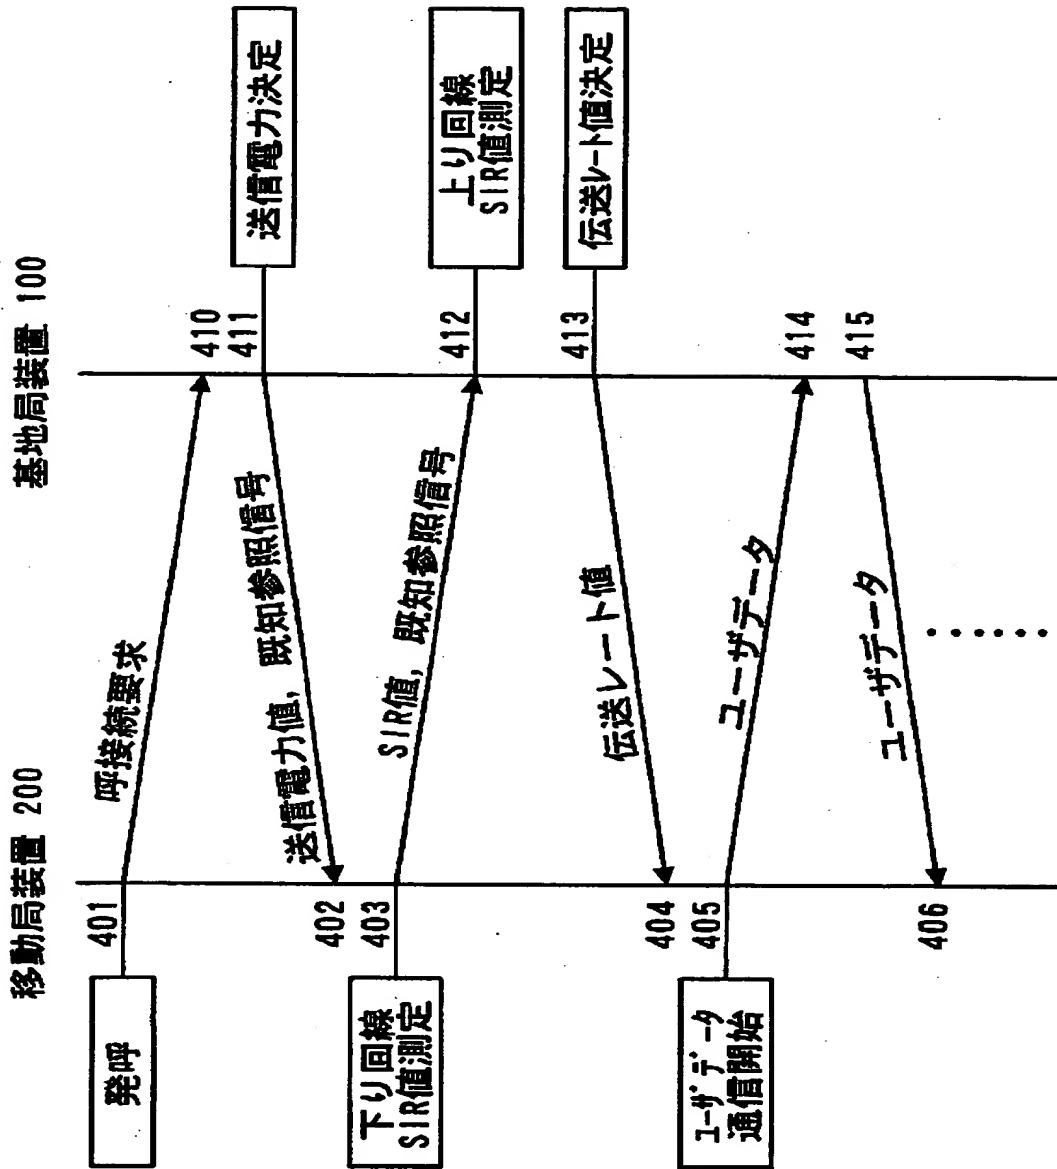 移動局装置 200
基地局装置 100
発呼
401
呼接続要求
410
411
送信電力決定
送信電力値, 既知参照信号
402
403
下り回線
SIR値測定
SIR値, 既知参照信号
412
上り回線
SIR値測定
413
伝送レート値決定
伝送レート値
404
405
ユーザデータ
通信開始
ユーザデータ
414
415
ユーザデータ
406